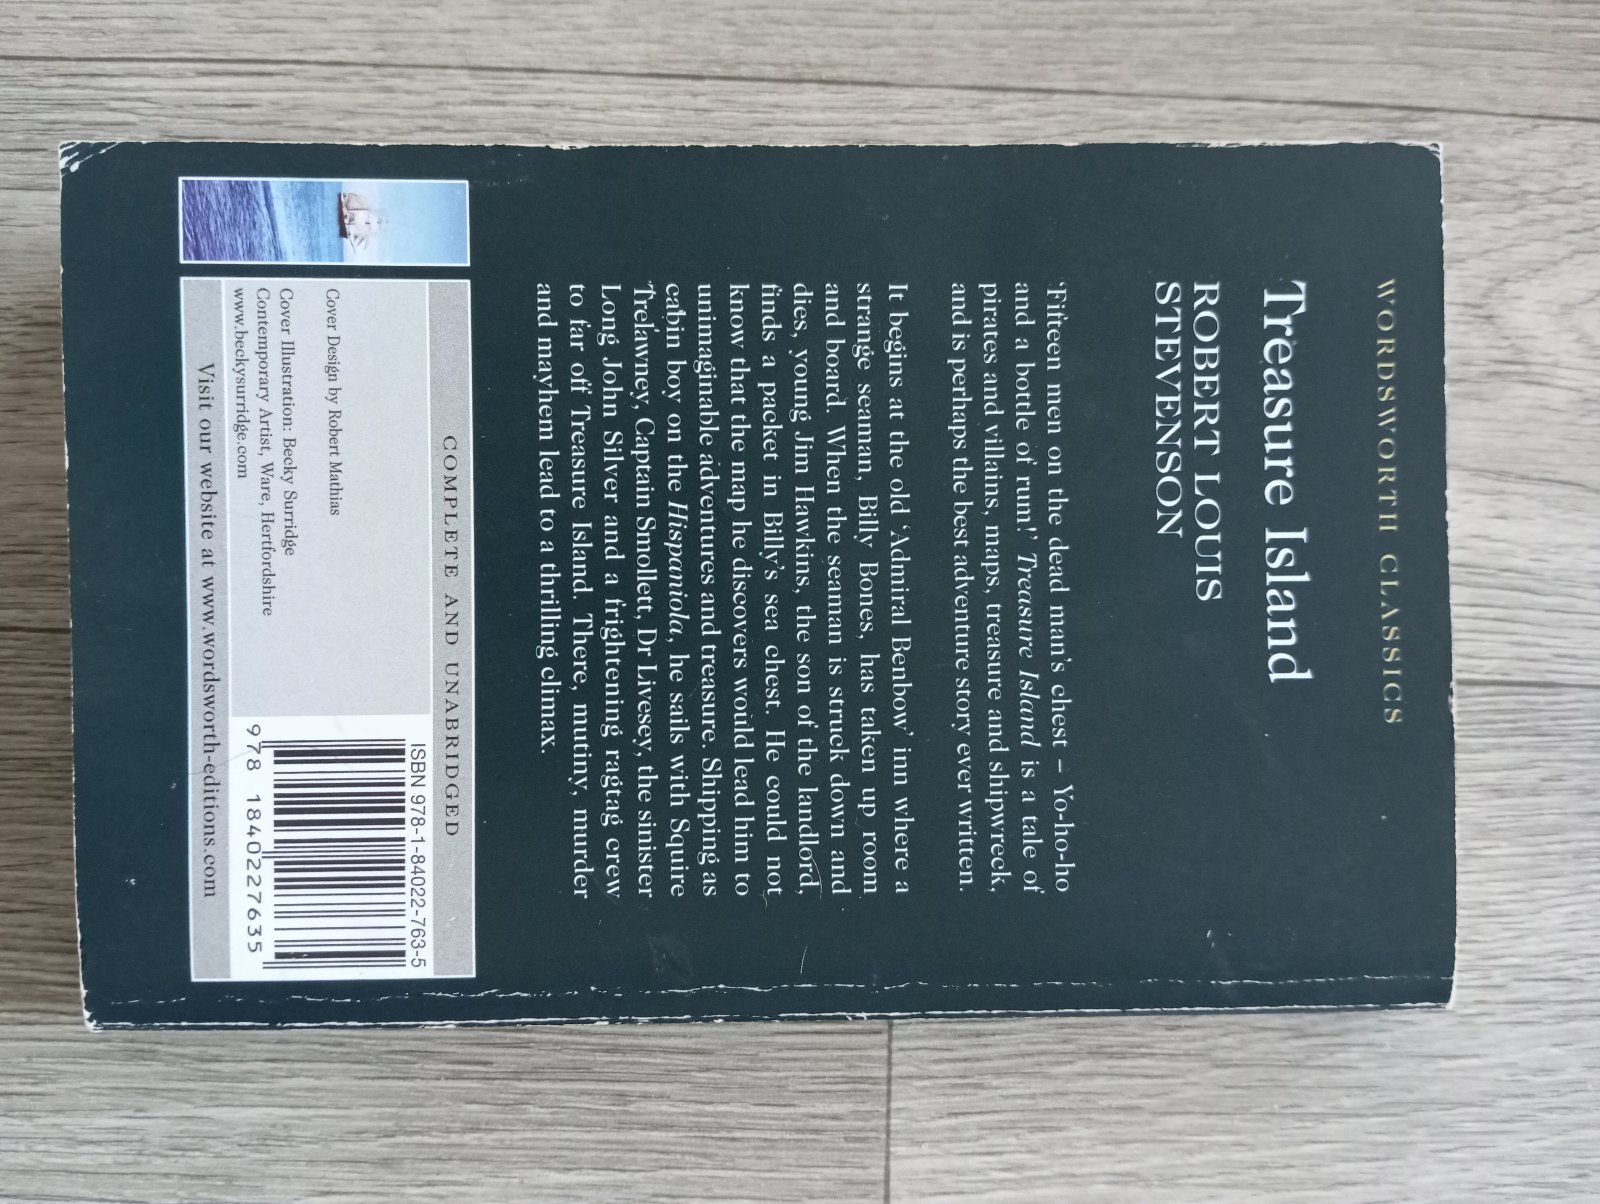 WORDSWORTH CLASSICS
Treasure Island
ROBERT LOUIS
STEVENSON
'Fifteen men on the dead man's chest – Yo-ho-ho
and a bottle of rum!' Treasure Island is a tale of
pirates and villains, maps, treasure and shipwreck,
and is perhaps the best adventure story ever written.
It begins at the old 'Admiral Benbow' inn where a
strange seaman, Billy Bones, has taken up room
and board. When the seaman is struck down and
dies, young Jim Hawkins, the son of the landlord,
finds a packet in Billy's sea chest. He could not
know that the map he discovers would lead him to
unimaginable adventures and treasure. Shipping as
cabin boy on the Hispaniola, he sails with Squire
Trelawney, Captain Smollett, Dr Livesey, the sinister
Long John Silver and a frightening ragtag crew
to far off Treasure Island. There, mutiny, murder
and mayhem lead to a thrilling climax.
COMPLETE AND UNABRIDGED
Cover Design by Robert Mathias
Cover Illustration: Becky Surridge
Contemporary Artist, Ware, Hertfordshire
www.beckysurridge.com
ISBN 978-1-84022-763-5
9 781840 227635
Visit our website at www.wordsworth-editions.com